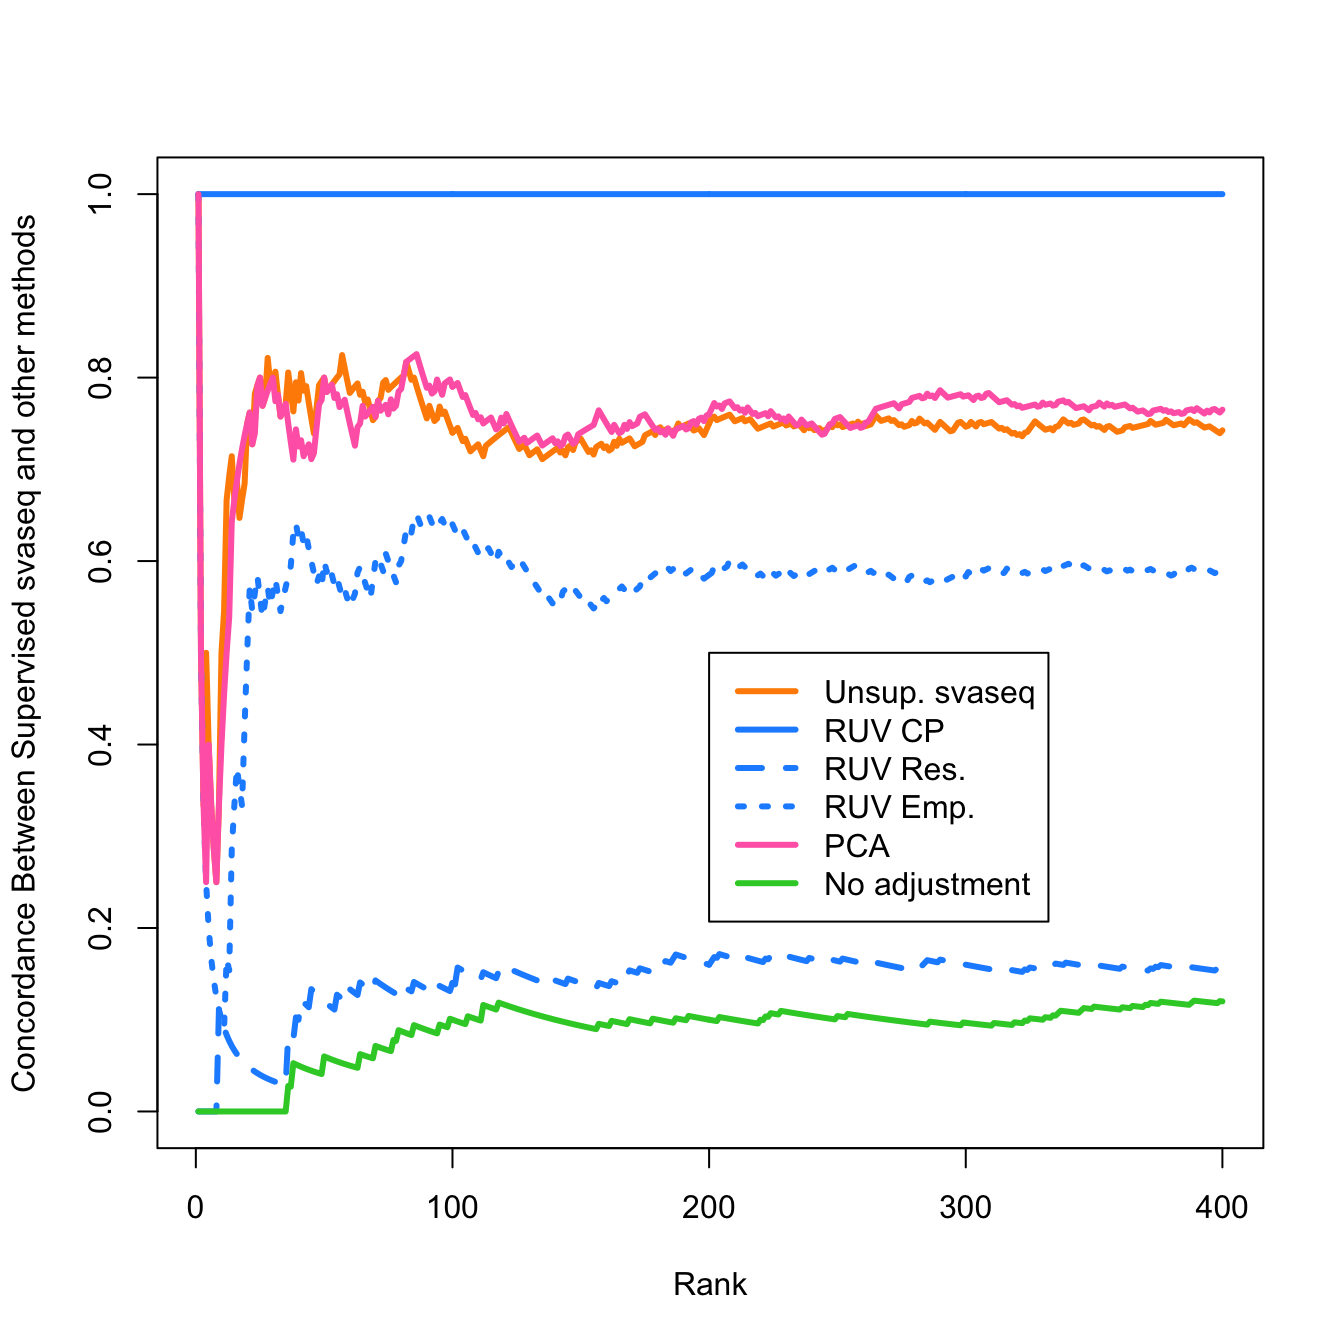 Concordance Between Supervised svaseq and other methods
1.0
0.8
0.6
0.4
0.2
0.0
Unsup. svaseq
RUV CP
RUV Res.
RUV Emp.
PCA
No adjustment
0 100 200 300 400
Rank